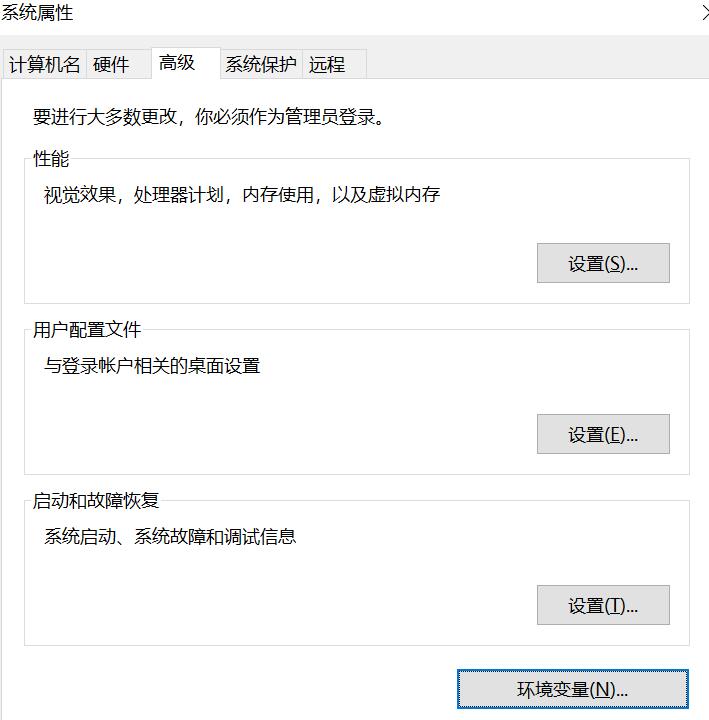 系统属性
计算机名 硬件 高级 系统保护 远程
要进行大多数更改，你必须作为管理员登录。
性能
视觉效果，处理器计划，内存使用，以及虚拟内存
设置(S)...
用户配置文件
与登录帐户相关的桌面设置
设置(E)...
启动和故障恢复
系统启动、系统故障和调试信息
设置(T)...
环境变量(N)...